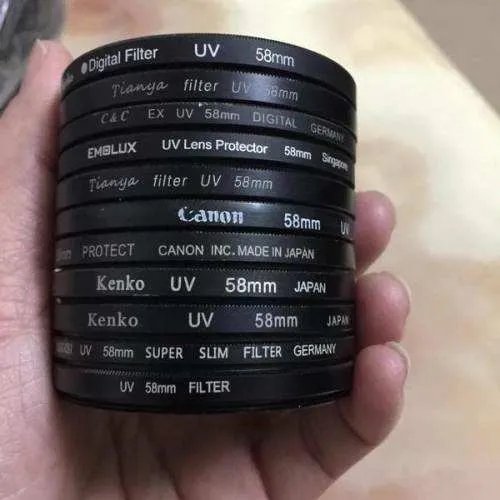 Digital Filter UV 58mm
Tianya filter UV 58mm
C&C EX UV 58mm DIGITAL GERMANY
EMOLUX UV Lens Protector 58mm Singapore
Tianya filter UV 58mm
Canon 58mm UV
PROTECT CANON INC. MADE IN JAPAN
Kenko UV 58mm JAPAN
Kenko UV 58mm JAPAN
UV 58mm SUPER SLIM FILTER GERMANY
UV 58mm FILTER